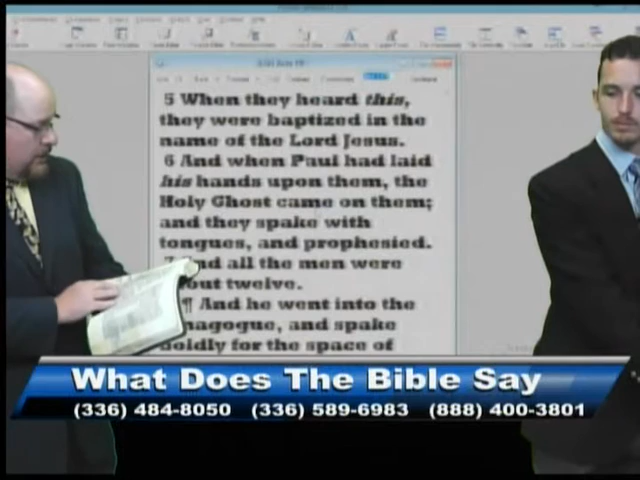 5 When they heard this,
they were baptized in the
name of the Lord Jesus.
6 And when Paul had laid
his hands upon them, the
Holy Ghost came on them;
and they spake with
tongues, and prophesied.
And all the men were
about twelve.
¶ And he went into the
synagogue, and spake
boldly for the space of
What Does The Bible Say
(336) 484-8050 (336) 589-6983 (888) 400-3801